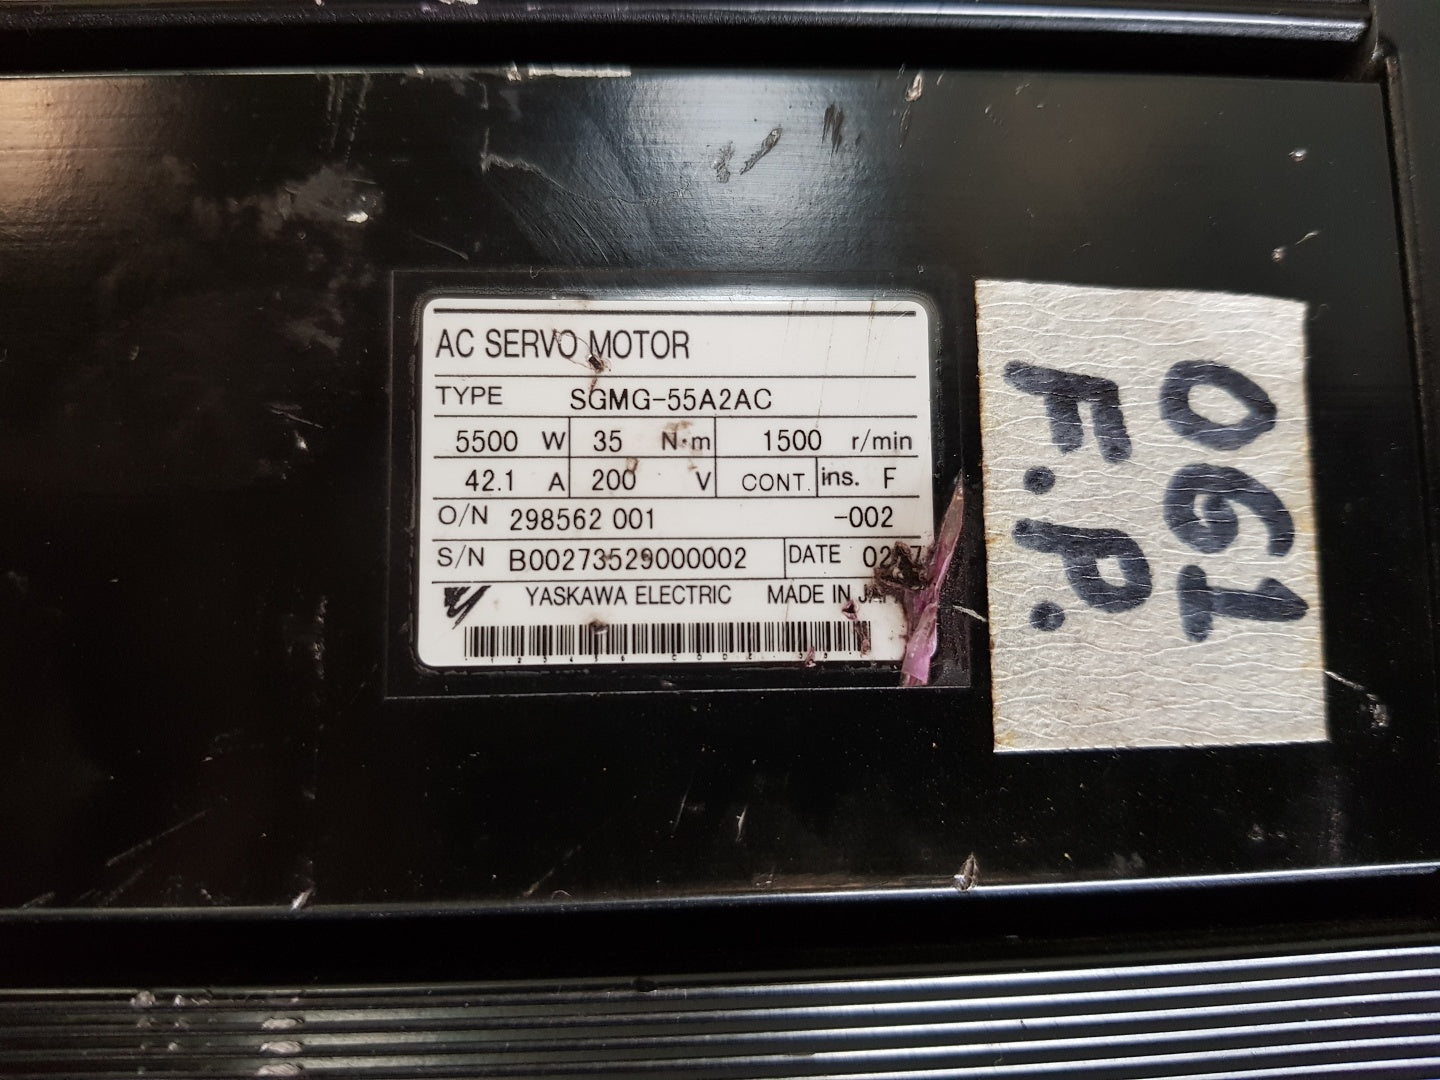 AC SERVO MOTOR
TYPE SGMG-55A2AC
5500 W 35 N·m 1500 r/min
42.1 A 200 V CONT. ins. F
O/N 298562 001 -002
S/N B00273529000002 DATE
YASKAWA ELECTRIC MADE IN
061
F.P.